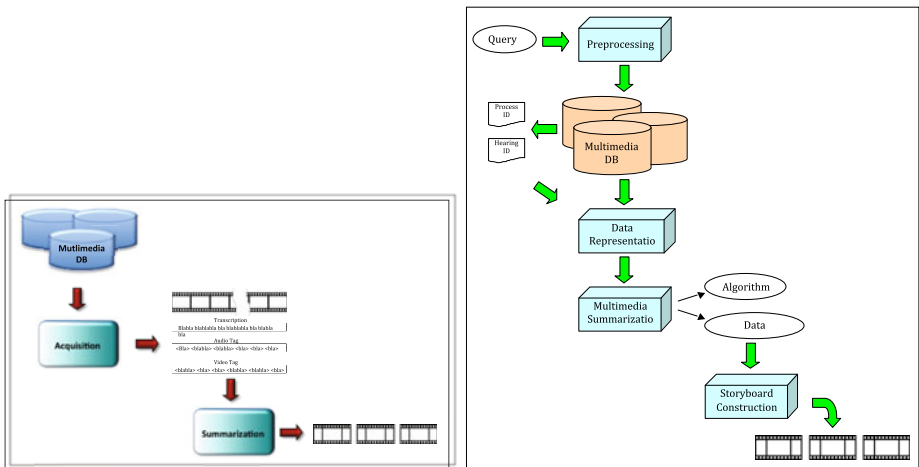 Mutlimedia
DB
Acquisition
Transcription
Blabla blablabla bla blablabla bla blabla
bla
Audio Tag
<Bla> <blabla> <blabla> <bla> <bla> <bla>
Video Tag
<blabla> <bla> <bla> <blabla> <blabla> <bla>
Summarization
Query
Preprocessing
Process
ID
Hearing
ID
Multimedia
DB
Data
Representatio
Multimedia
Summarizatio
Algorithm
Data
Storyboard
Construction